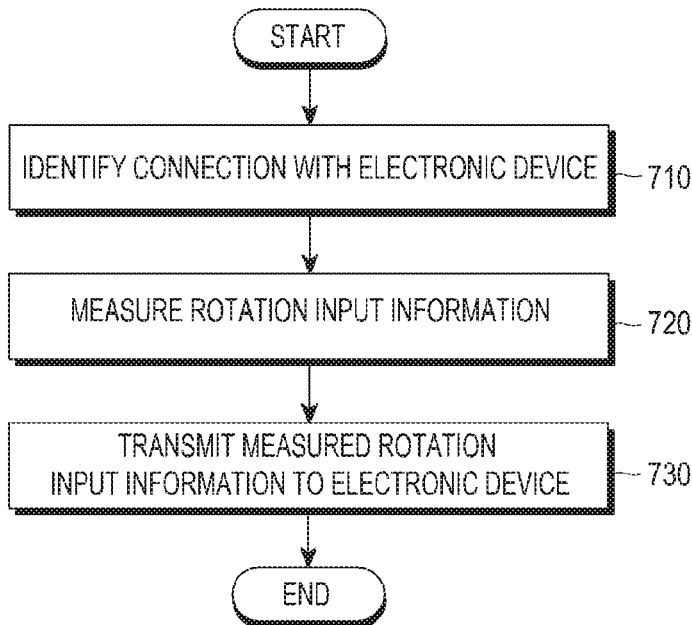 START
IDENTIFY CONNECTION WITH ELECTRONIC DEVICE
710
MEASURE ROTATION INPUT INFORMATION
720
TRANSMIT MEASURED ROTATION
INPUT INFORMATION TO ELECTRONIC DEVICE
730
END